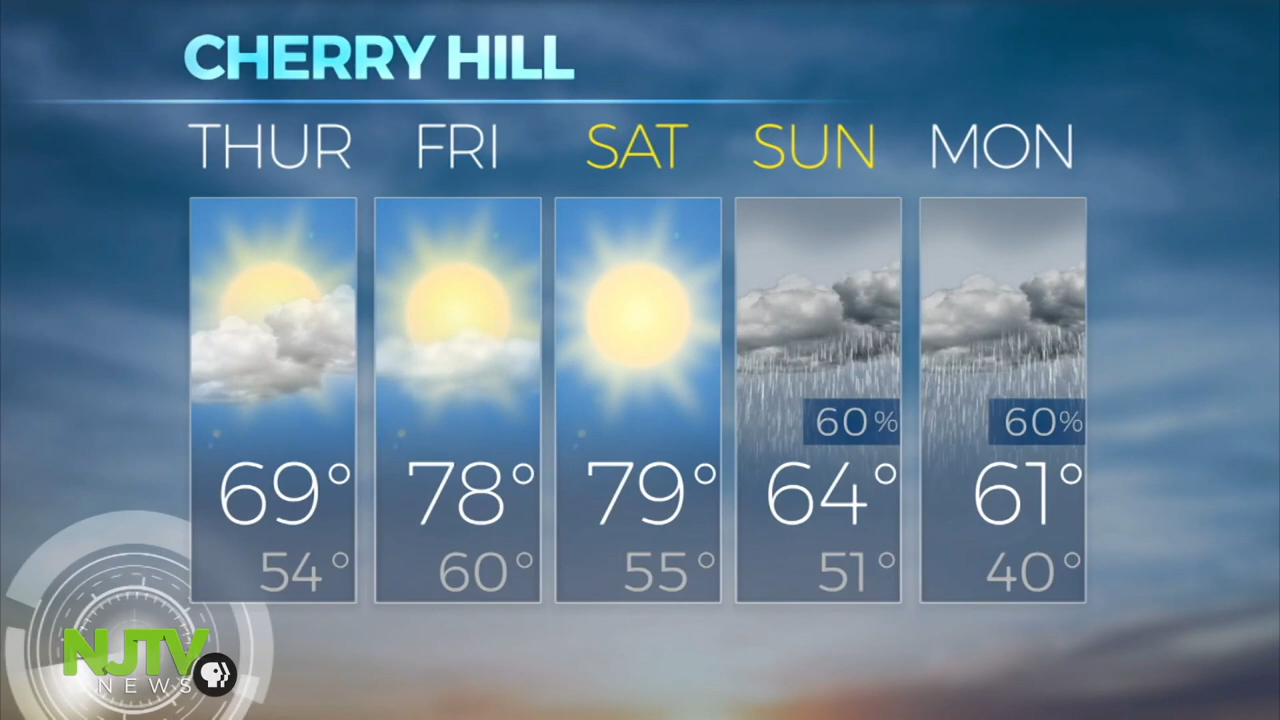 CHERRY HILL
THUR FRI SAT SUN MON
60% 60%
69° 78° 79° 64° 61°
54° 60° 55° 51° 40°
NJTV
NEWS